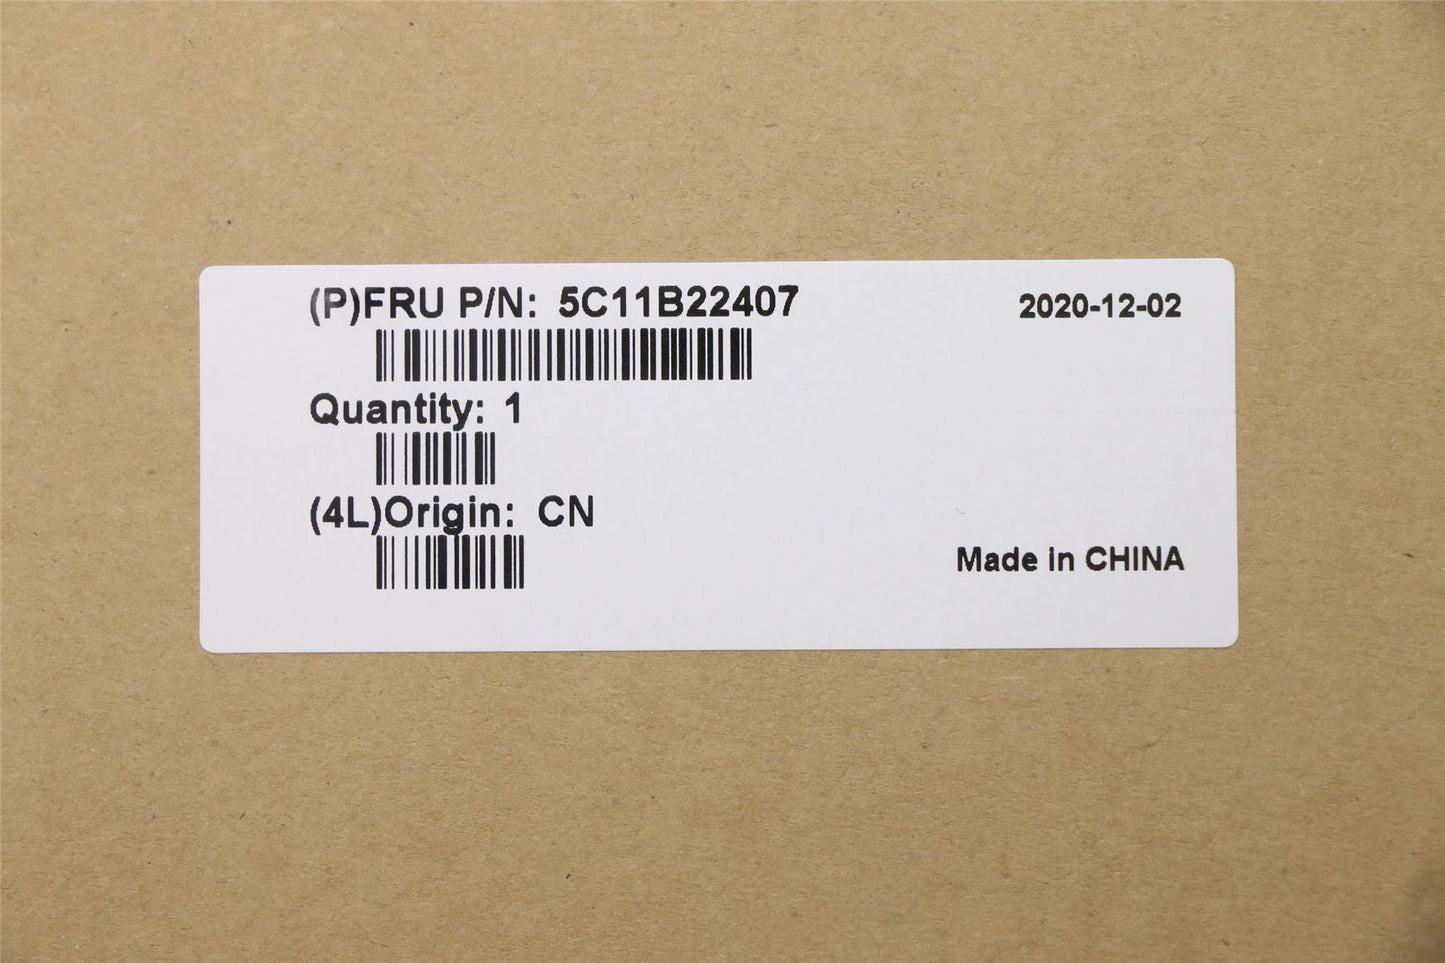 (P)FRU P/N: 5C11B22407
2020-12-02
Quantity: 1
(4L)Origin: CN
Made in CHINA